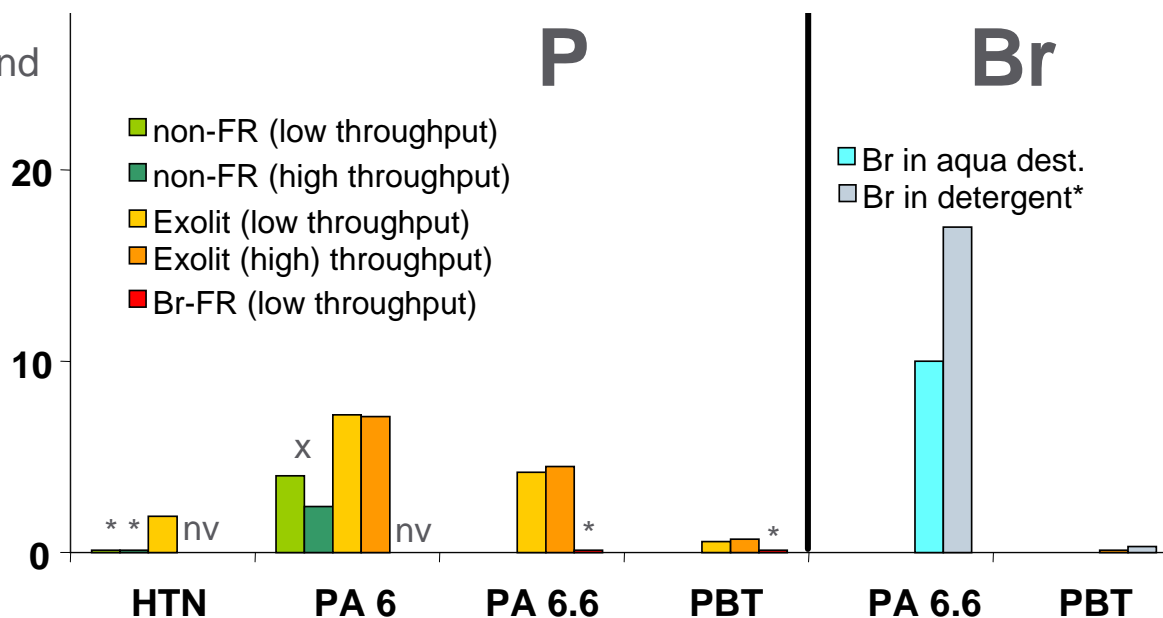 P
Br
nd
non-FR (low throughput)
non-FR (high throughput)
Exolit (low throughput)
Exolit (high) throughput)
Br-FR (low throughput)
Br in aqua dest.
Br in detergent*
20
10
0
* *
nv
x
nv
*
*
HTN
PA 6
PA 6.6
PBT
PA 6.6
PBT